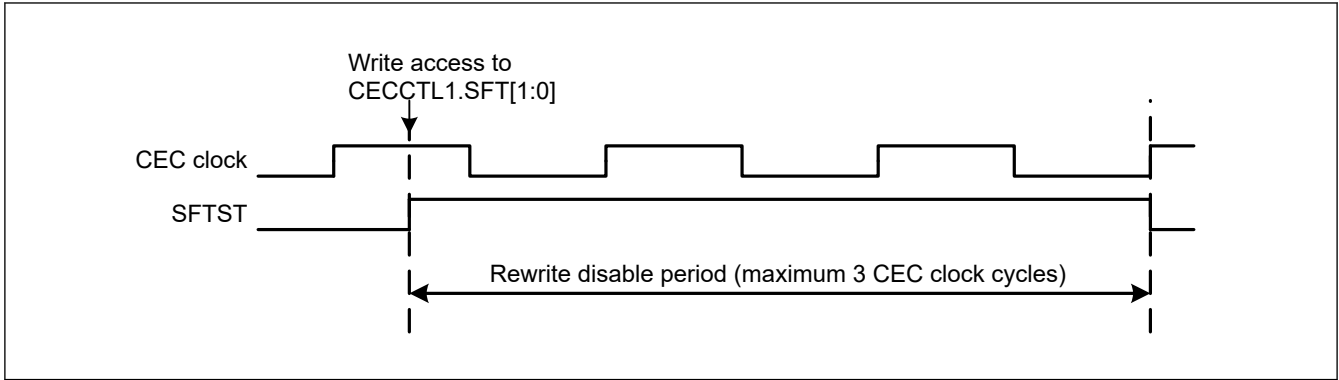 Write access to
CECCTL1.SFT[1:0]
CEC clock
SFTST
Rewrite disable period (maximum 3 CEC clock cycles)